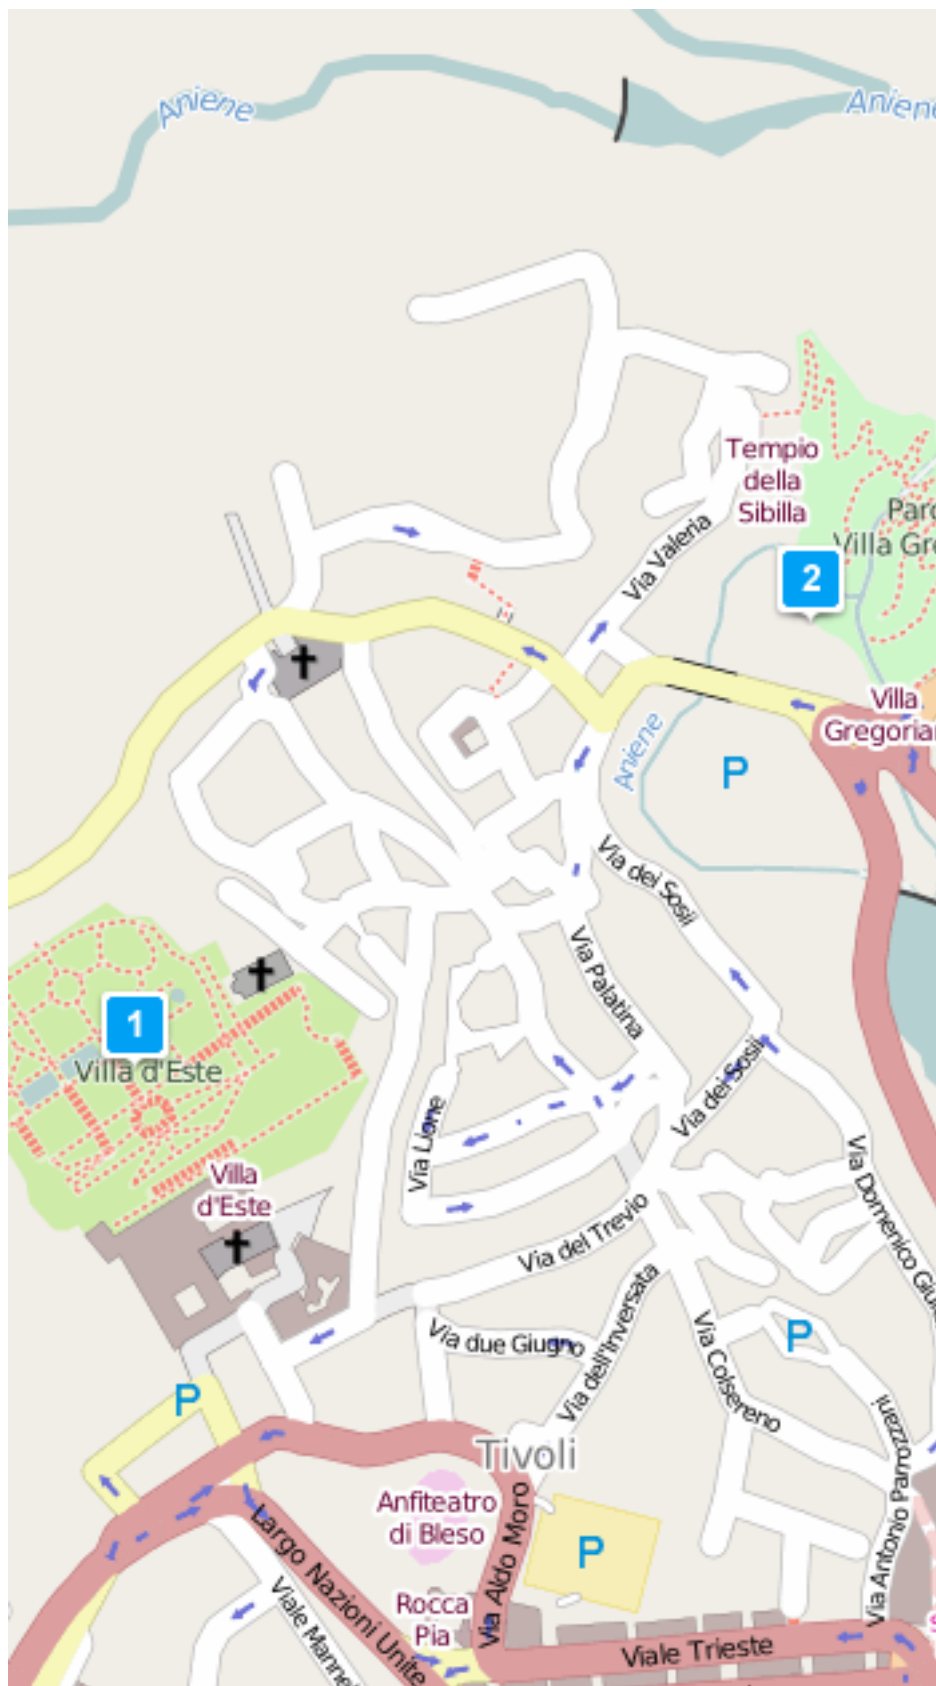 Aniene
Aniene
Tempio
della
Sibilla
Via Valeria
Parc
Villa Gre
2
Villa
Gregorian
Aniene
P
Via dei Sosii
Via Palatina
1
Villa d'Este
Via dei Sosii
Via Lione
Villa
d'Este
Via Domenico Giul
Via del Trevio
Via dell'Inversata
Via due Giugno
Via Colsereno
P
P
Tivoli
Via Antonio Parrozzani
Anfiteatro
di Bleso
Via Aldo Moro
P
Largo Nazioni Unite
Viale Mannel
Rocca
Pia
Viale Trieste
S